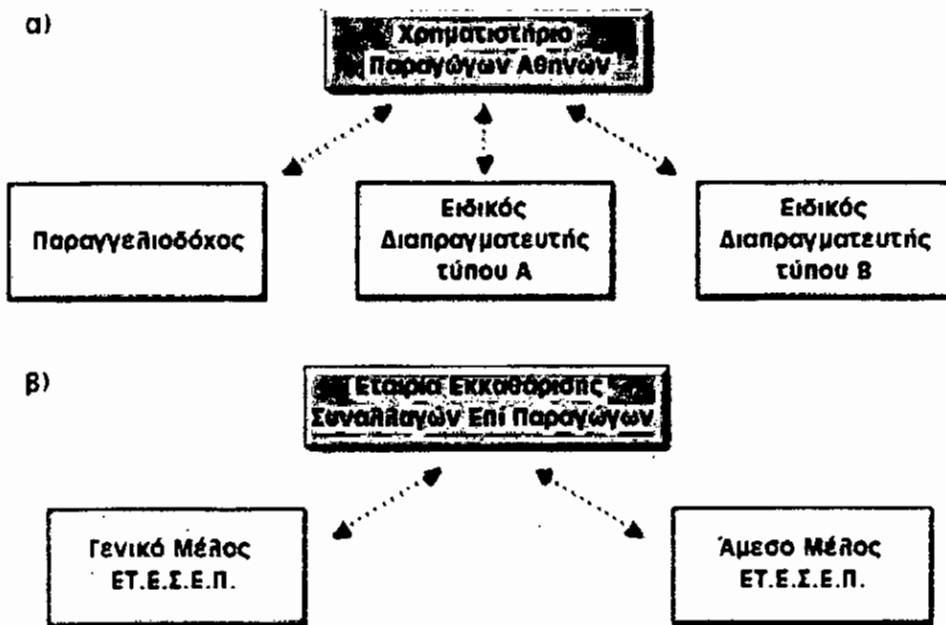 α)
Χρηματιστήριο
Παραγώγων Αθηνών
Παραγγελιοδόχος
Ειδικός
Διαπραγματευτής
τύπου Α
Ειδικός
Διαπραγματευτής
τύπου Β
β)
Εταιρία Εκκαθάρισης
Συναλλαγών Επί Παραγώγων
Γενικό Μέλος
ΕΤ.Ε.Σ.Ε.Π.
Άμεσο Μέλος
ΕΤ.Ε.Σ.Ε.Π.